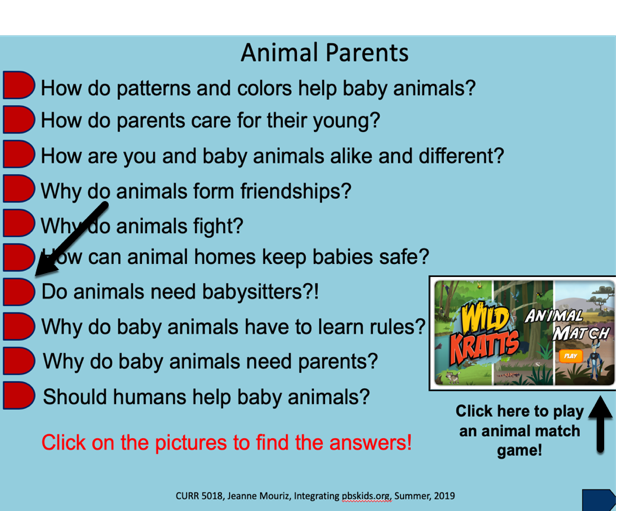 Animal Parents
How do patterns and colors help baby animals?
How do parents care for their young?
How are you and baby animals alike and different?
Why do animals form friendships?
Why do animals fight?
How can animal homes keep babies safe?
Do animals need babysitters?!
Why do baby animals have to learn rules?
Why do baby animals need parents?
Should humans help baby animals?
WILD KRATTS
ANIMAL MATCH
PLAY
Click here to play
an animal match
game!
Click on the pictures to find the answers!
CURR 5018, Jeanne Mouriz, Integrating pbskids.org, Summer, 2019